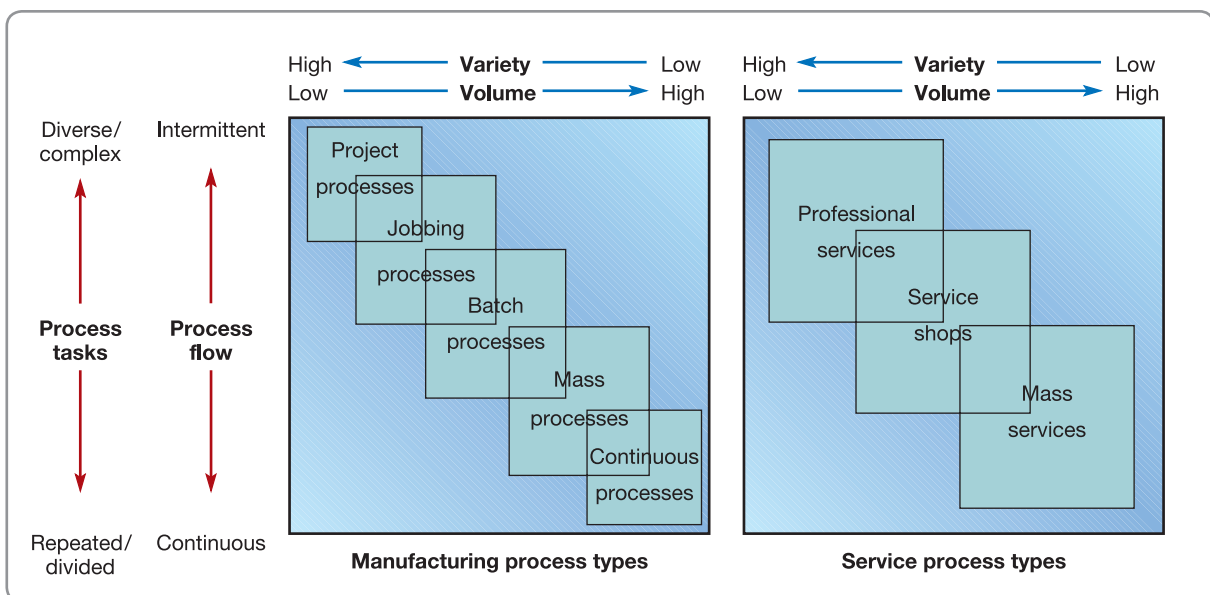 High Variety Low
Low Volume High
High Variety Low
Low Volume High
Diverse/
complex
Intermittent
Process
tasks
Process
flow
Repeated/
divided
Continuous
Project
processes
Jobbing
processes
Batch
processes
Mass
processes
Continuous
processes
Manufacturing process types
Professional
services
Service
shops
Mass
services
Service process types